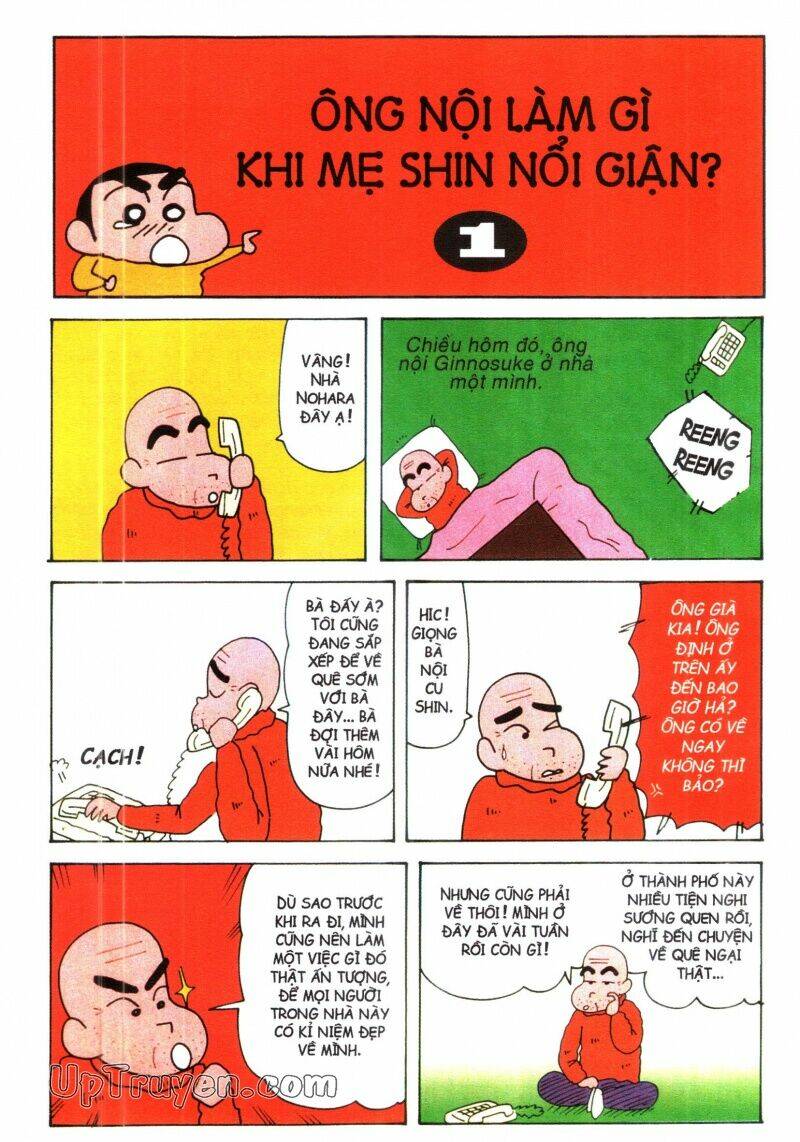 ÔNG NỘI LÀM GÌ
KHI MẸ SHIN NỔI GIẬN?
1
Chiều hôm đó, ông
nội Ginnosuke ở nhà
một mình.
REENG
REENG
VÂNG!
NHÀ
NOHARA
ĐÂY Ạ!
ÔNG GIÀ
KIA! ÔNG
ĐỊNH Ở
TRÊN ẤY
ĐẾN BAO
GIỜ HẢ?
ÔNG CÓ VỀ
NGAY
KHÔNG THÌ
BẢO?
HIC!
GIỌNG
BÀ
NỘI
CU
SHIN.
BÀ ĐẤY À?
TÔI CŨNG
ĐANG SẮP
XẾP ĐỂ VỀ
QUÊ SỚM
VỚI BÀ
ĐÂY... BÀ
ĐỢI THÊM
VÀI HÔM
NỮA NHÉ!
CẠCH!
Ở THÀNH PHỐ NÀY
NHIỀU TIỆN NGHI
SƯƠNG QUEN RỒI,
NGHĨ ĐẾN CHUYỆN
VỀ QUÊ NGẠI
THẬT...
NHƯNG CŨNG PHẢI
VỀ THÔI! MÌNH Ở
ĐÂY ĐÃ VÀI TUẦN
RỒI CÒN GÌ!
DÙ SAO TRƯỚC
KHI RA ĐI, MÌNH
CŨNG NÊN LÀM
MỘT VIỆC GÌ ĐÓ
THẬT ẤN TƯỢNG,
ĐỂ MỌI NGƯỜI
TRONG NHÀ NÀY
CÓ KỈ NIỆM ĐẸP
VỀ MÌNH.
UpTruyen.com